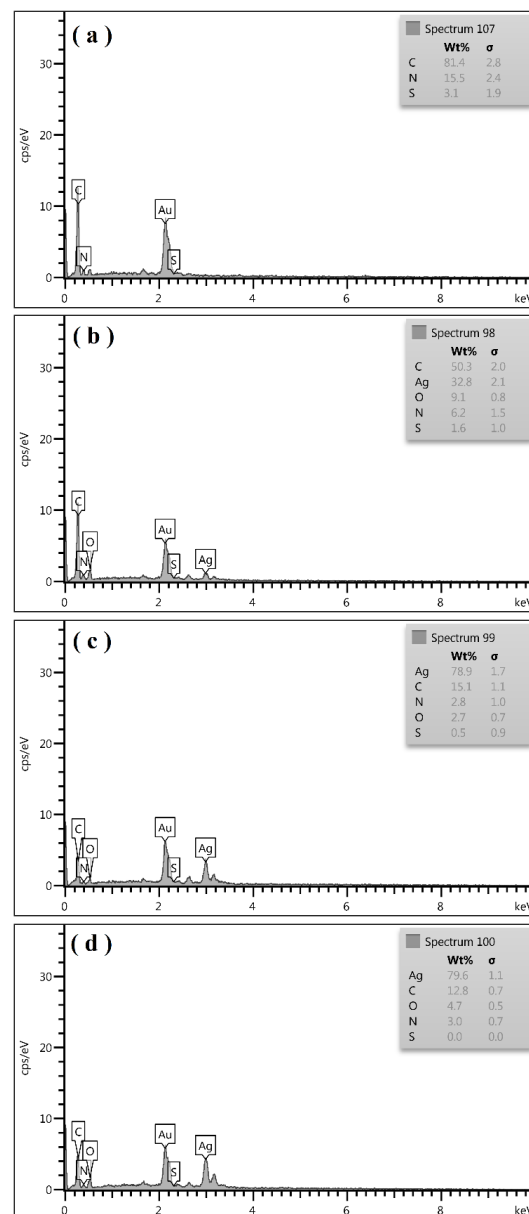 ( a )
Spectrum 107
Wt% σ
C 81.4 2.8
N 15.5 2.4
S 3.1 1.9
cps/eV
30
20
10
0
C
N
Au
S
0 2 4 6 8 keV
( b )
Spectrum 98
Wt% σ
C 50.3 2.0
Ag 32.8 2.1
O 9.1 0.8
N 6.2 1.5
S 1.6 1.0
cps/eV
30
20
10
0
C
N
O
Au
S
Ag
0 2 4 6 8 keV
( c )
Spectrum 99
Wt% σ
Ag 78.9 1.7
C 15.1 1.1
N 2.8 1.0
O 2.7 0.7
S 0.5 0.9
cps/eV
30
20
10
0
C
N
O
Au
S
Ag
0 2 4 6 8 keV
( d )
Spectrum 100
Wt% σ
Ag 79.6 1.1
C 12.8 0.7
O 4.7 0.5
N 3.0 0.7
S 0.0 0.0
cps/eV
30
20
10
0
C
N
O
Au
S
Ag
0 2 4 6 8 keV